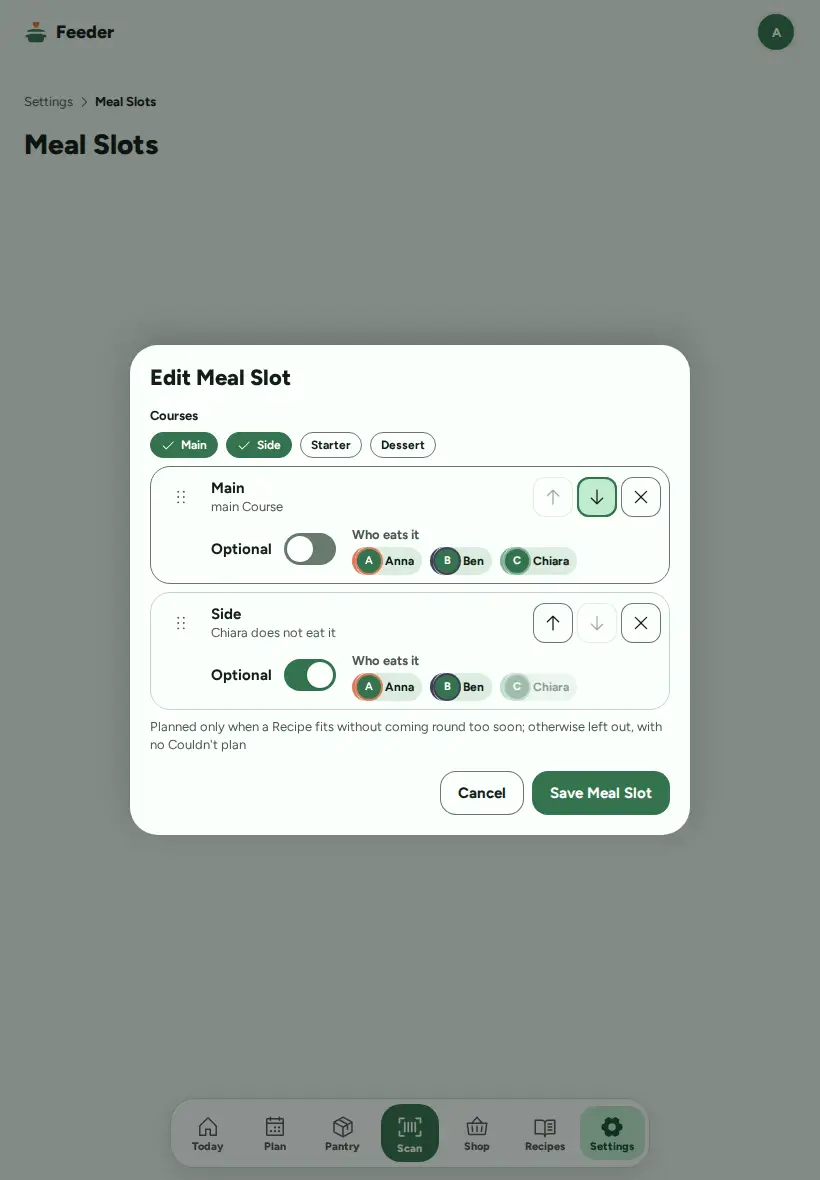 Feeder
A
Settings > Meal Slots
Meal Slots
Edit Meal Slot
Courses
Main Side Starter Dessert
Main
main Course
Optional
Who eats it
A Anna B Ben C Chiara
Side
Chiara does not eat it
Optional
Who eats it
A Anna B Ben C Chiara
Planned only when a Recipe fits without coming round too soon; otherwise left out, with
no Couldn't plan
Cancel Save Meal Slot
Today Plan Pantry Scan Shop Recipes Settings